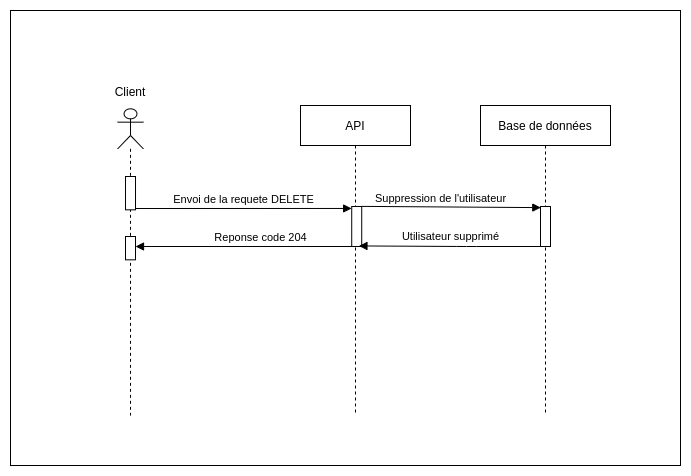 Client
API
Base de données
Envoi de la requete DELETE
Suppression de l'utilisateur
Reponse code 204
Utilisateur supprimé